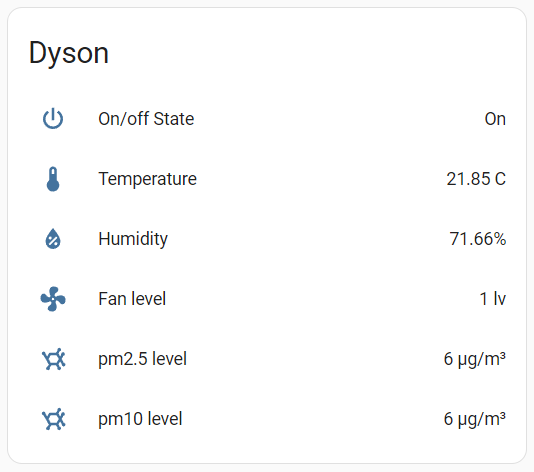 Dyson
On/off State On
Temperature 21.85 C
Humidity 71.66%
Fan level 1 lv
pm2.5 level 6 µg/m³
pm10 level 6 µg/m³